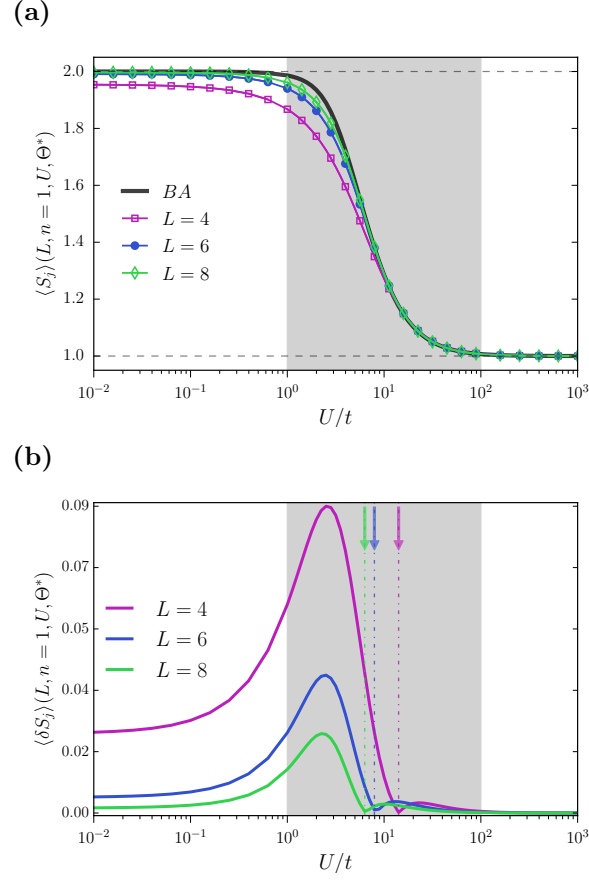 (a)
⟨S_j⟩(L, n = 1, U, Θ*)
2.0
1.8
1.6
1.4
1.2
1.0
BA
L = 4
L = 6
L = 8
10^−2 10^−1 10^0 10^1 10^2 10^3
U/t
(b)
⟨δS_j⟩(L, n = 1, U, Θ*)
0.09
0.07
0.06
0.04
0.02
0.00
L = 4
L = 6
L = 8
10^−2 10^−1 10^0 10^1 10^2 10^3
U/t